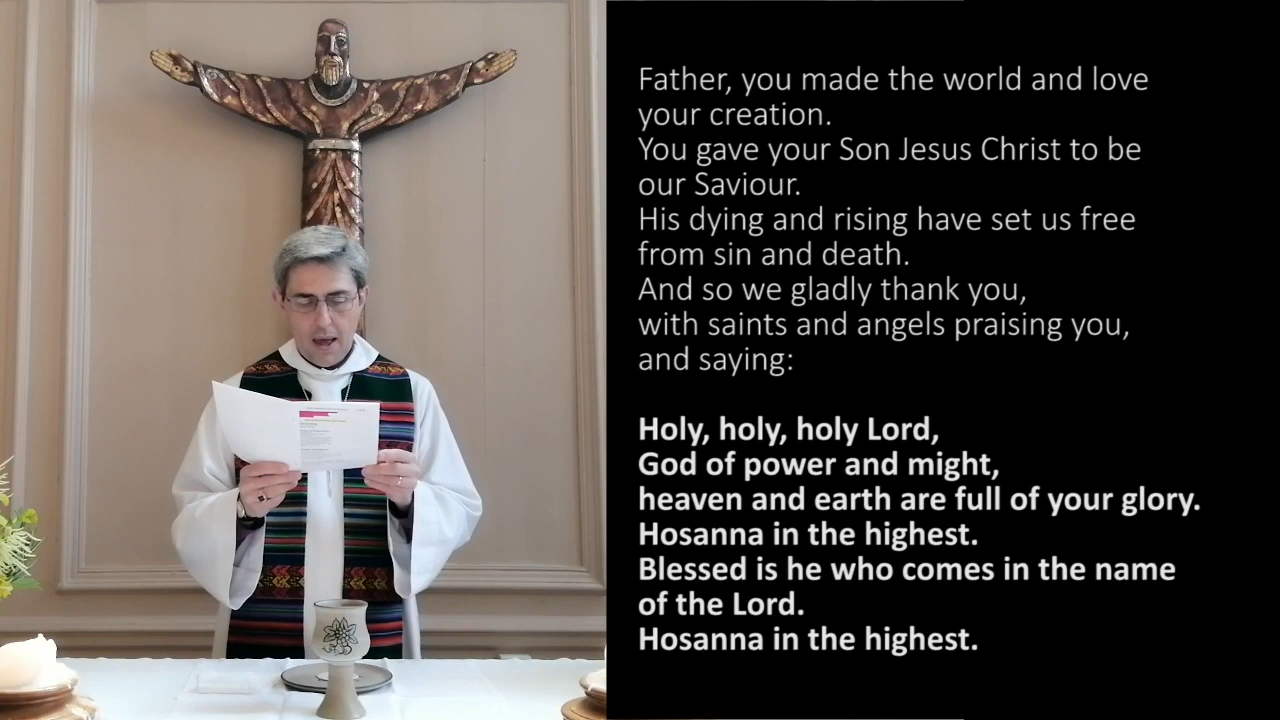 Father, you made the world and love
your creation.
You gave your Son Jesus Christ to be
our Saviour.
His dying and rising have set us free
from sin and death.
And so we gladly thank you,
with saints and angels praising you,
and saying:
Holy, holy, holy Lord,
God of power and might,
heaven and earth are full of your glory.
Hosanna in the highest.
Blessed is he who comes in the name
of the Lord.
Hosanna in the highest.